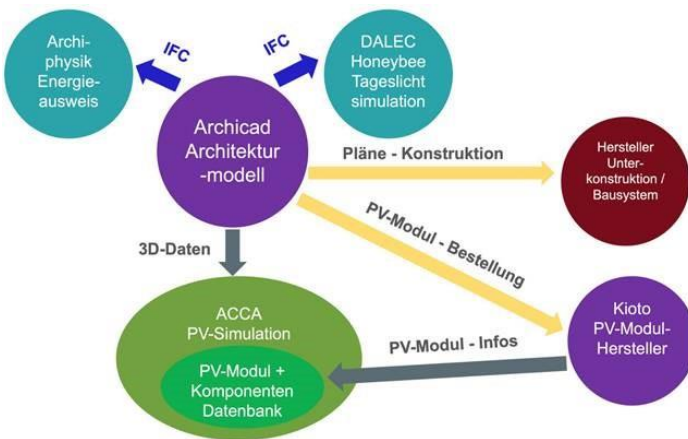 Archi-
physik
Energie-
ausweis
IFC
IFC
DALEC
Honeybee
Tageslicht
simulation
Archicad
Architektur
-modell
Pläne - Konstruktion
Hersteller
Unter-
konstruktion /
Bausystem
PV-Modul - Bestellung
3D-Daten
ACCA
PV-Simulation
PV-Modul +
Komponenten
Datenbank
PV-Modul - Infos
Kioto
PV-Modul-
Hersteller